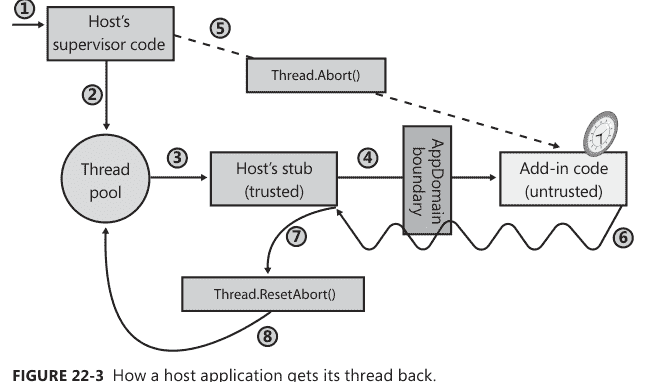 1
Host's
supervisor code
5
Thread.Abort()
2
Thread
pool
3
Host's stub
(trusted)
4
AppDomain
boundary
Add-in code
(untrusted)
6
7
Thread.ResetAbort()
8
FIGURE 22-3 How a host application gets its thread back.